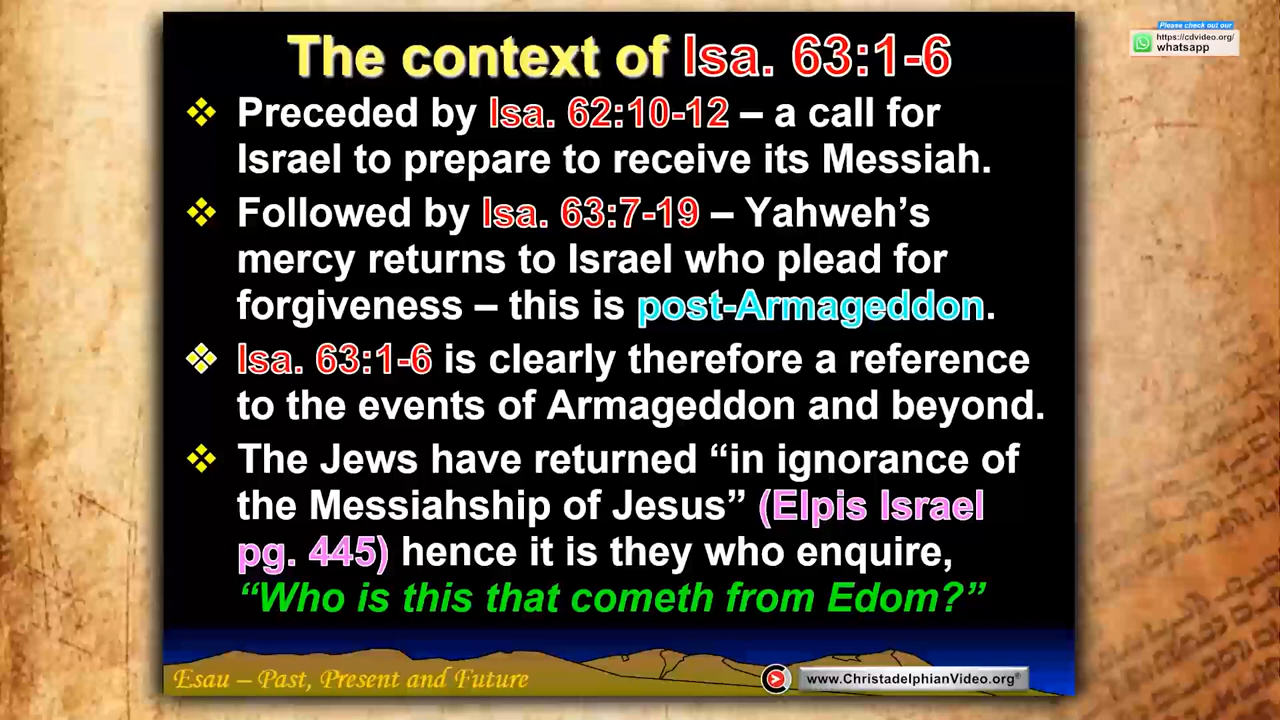 The context of Isa. 63:1-6
Please check out our
https://cdvideo.org/
whatsapp
❖ Preceded by Isa. 62:10-12 – a call for
Israel to prepare to receive its Messiah.
❖ Followed by Isa. 63:7-19 – Yahweh’s
mercy returns to Israel who plead for
forgiveness – this is post-Armageddon.
❖ Isa. 63:1-6 is clearly therefore a reference
to the events of Armageddon and beyond.
❖ The Jews have returned “in ignorance of
the Messiahship of Jesus” (Elpis Israel
pg. 445) hence it is they who enquire,
“Who is this that cometh from Edom?”
Esau – Past, Present and Future
www.ChristadelphianVideo.org®